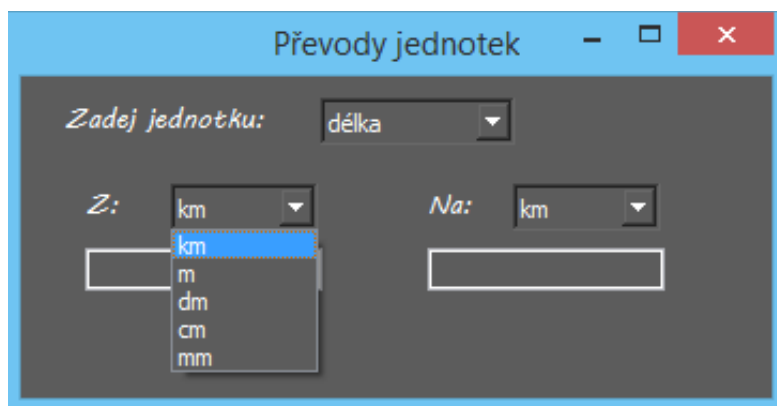 Převody jednotek
Zadej jednotku: délka
Z: km Na: km
km
m
dm
cm
mm